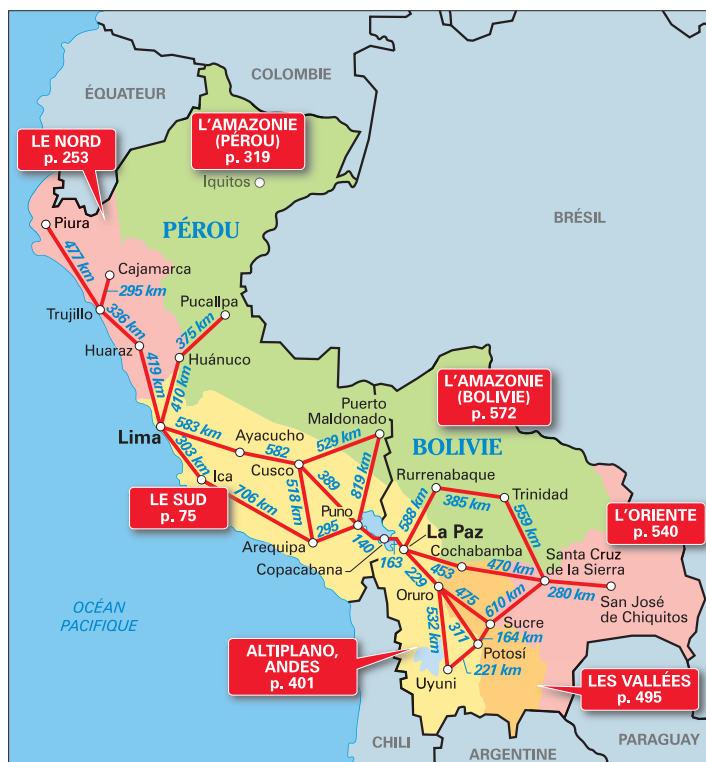 COLOMBIE
ÉQUATEUR
L'AMAZONIE
(PÉROU)
p. 319
LE NORD
p. 253
Iquitos
BRÉSIL
Piura
PÉROU
477 km
Cajamarca
295 km
Pucallpa
Trujillo
336 km
375 km
Huaraz
Huánuco
419 km
410 km
L'AMAZONIE
(BOLIVIE)
p. 572
Puerto
Maldonado
Lima
583 km
Ayacucho
582
529 km
BOLIVIE
303 km
Cusco
Ica
389
819 km
Rurrenabaque
385 km
Trinidad
LE SUD
p. 75
706 km
518 km
Puno
588 km
559 km
L'ORIENTE
p. 540
295
La Paz
Arequipa
140
Cochabamba
Copacabana
163
453
470 km
Santa Cruz
de la Sierra
229
280 km
Oruro
475
610 km
San José
de Chiquitos
OCÉAN
PACIFIQUE
532 km
311
Sucre
164 km
Potosí
221 km
ALTIPLANO,
ANDES
p. 401
Uyuni
LES VALLÉES
p. 495
CHILI
ARGENTINE
PARAGUAY